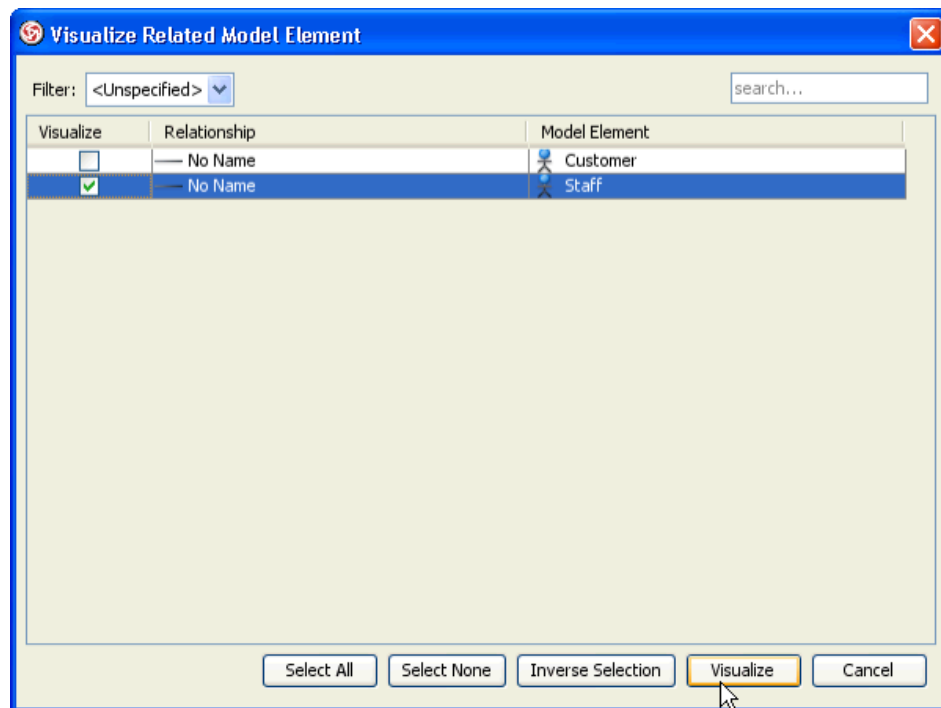 Visualize Related Model Element
Filter: <Unspecified> search...
Visualize Relationship Model Element
No Name Customer
No Name Staff
Select All Select None Inverse Selection Visualize Cancel